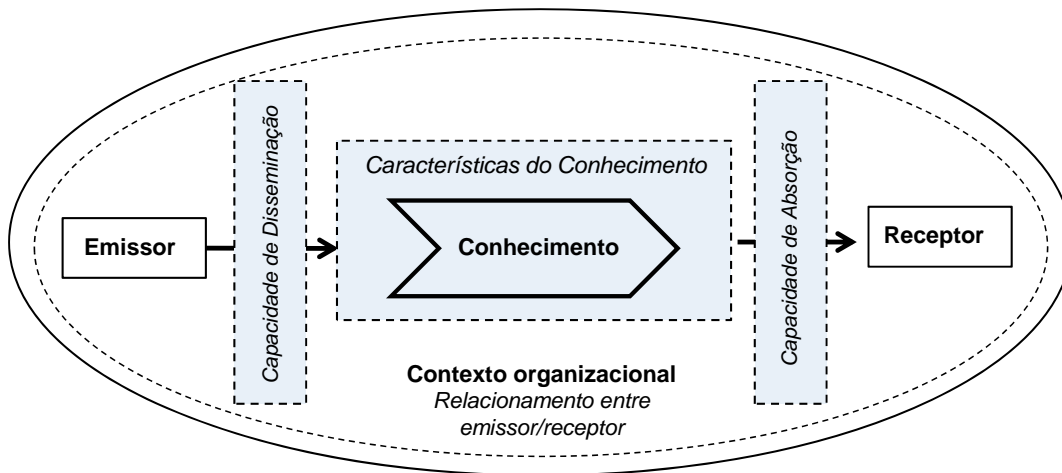 Emissor
Capacidade de Disseminação
Características do Conhecimento
Conhecimento
Capacidade de Absorção
Receptor
Contexto organizacional
Relacionamento entre
emissor/receptor